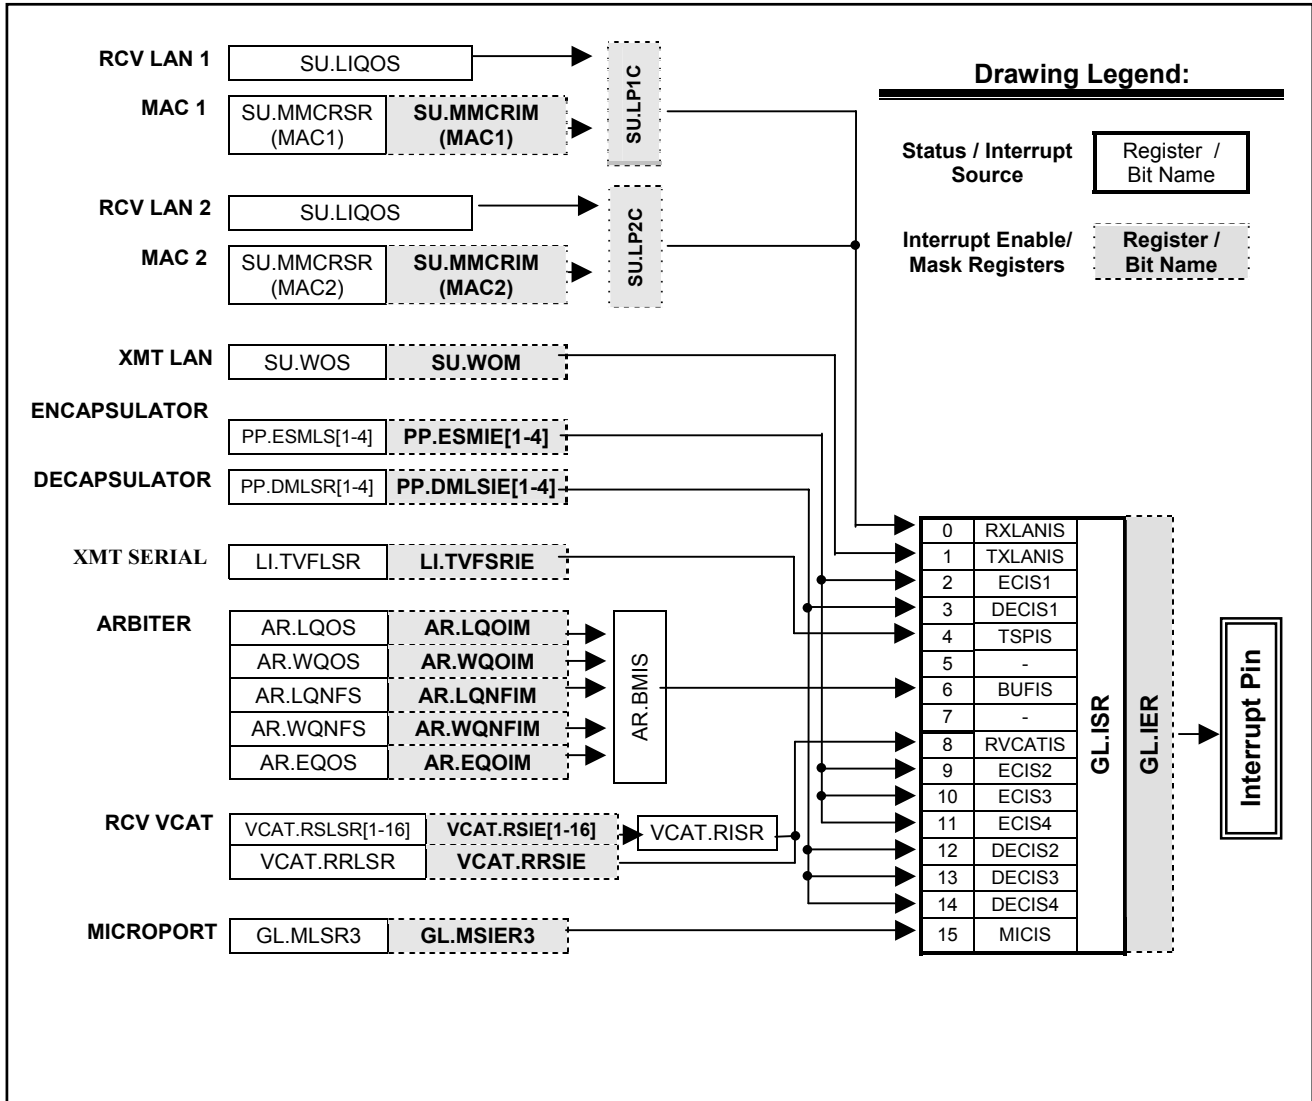 Drawing Legend:
Status / Interrupt
Source
Register /
Bit Name
Interrupt Enable/
Mask Registers
Register /
Bit Name
RCV LAN 1
SU.LIQOS
MAC 1
SU.MMCRSR
(MAC1)
SU.MMCRIM
(MAC1)
SU.LP1C
RCV LAN 2
SU.LIQOS
MAC 2
SU.MMCRSR
(MAC2)
SU.MMCRIM
(MAC2)
SU.LP2C
XMT LAN
SU.WOS
SU.WOM
ENCAPSULATOR
PP.ESMLS[1-4]
PP.ESMIE[1-4]
DECAPSULATOR
PP.DMLSR[1-4]
PP.DMLSIE[1-4]
XMT SERIAL
LI.TVFLSR
LI.TVFSRIE
ARBITER
AR.LQOS
AR.LQOIM
AR.WQOS
AR.WQOIM
AR.LQNFS
AR.LQNFIM
AR.WQNFS
AR.WQNFIM
AR.EQOS
AR.EQOIM
AR.BMIS
RCV VCAT
VCAT.RSLSR[1-16]
VCAT.RSIE[1-16]
VCAT.RISR
VCAT.RRLSR
VCAT.RRSIE
MICROPORT
GL.MLSR3
GL.MSIER3
0 RXLANIS
1 TXLANIS
2 ECIS1
3 DECIS1
4 TSPIS
5 -
6 BUFIS
7 -
8 RVCATIS
9 ECIS2
10 ECIS3
11 ECIS4
12 DECIS2
13 DECIS3
14 DECIS4
15 MICIS
GL.ISR
GL.IER
Interrupt Pin